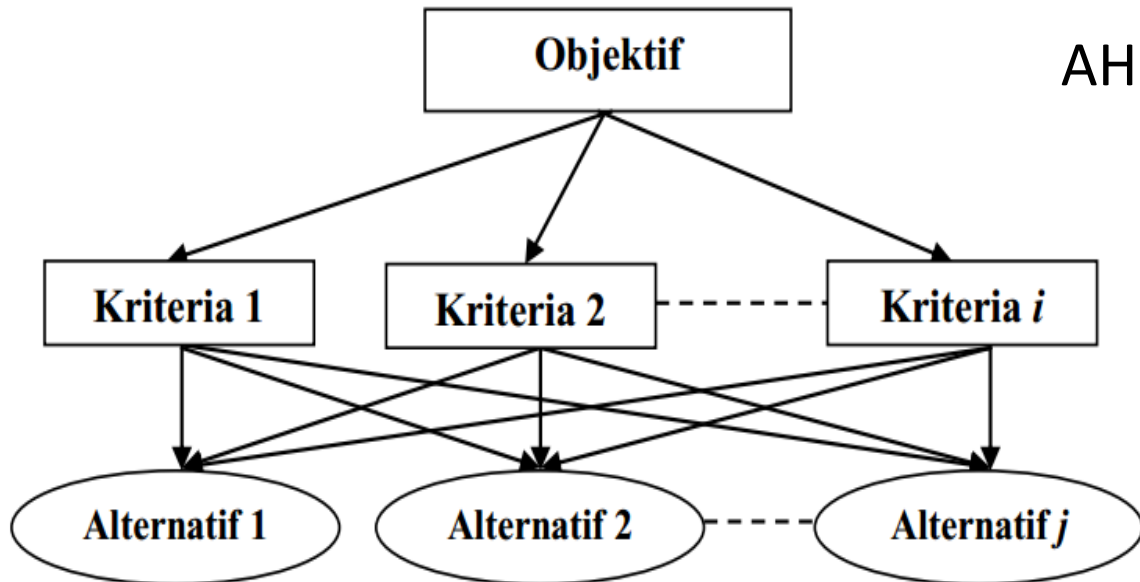 Objektif
AH
Kriteria 1
Kriteria 2
Kriteria i
Alternatif 1
Alternatif 2
Alternatif j